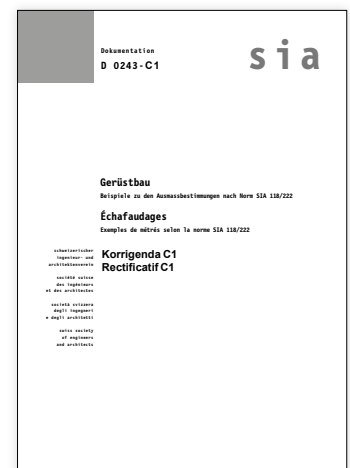 Dokumentation
D 0243-C1
sia
Gerüstbau
Beispiele zu den Ausmassbestimmungen nach Norm SIA 118/222
Échafaudages
Exemples de métrés selon la norme SIA 118/222
Korrigenda C1
Rectificatif C1
schweizerischer
ingenieur- und
architektenverein
société suisse
des ingénieurs
et des architectes
società svizzera
degli ingegneri
e degli architetti
swiss society
of engineers
and architects